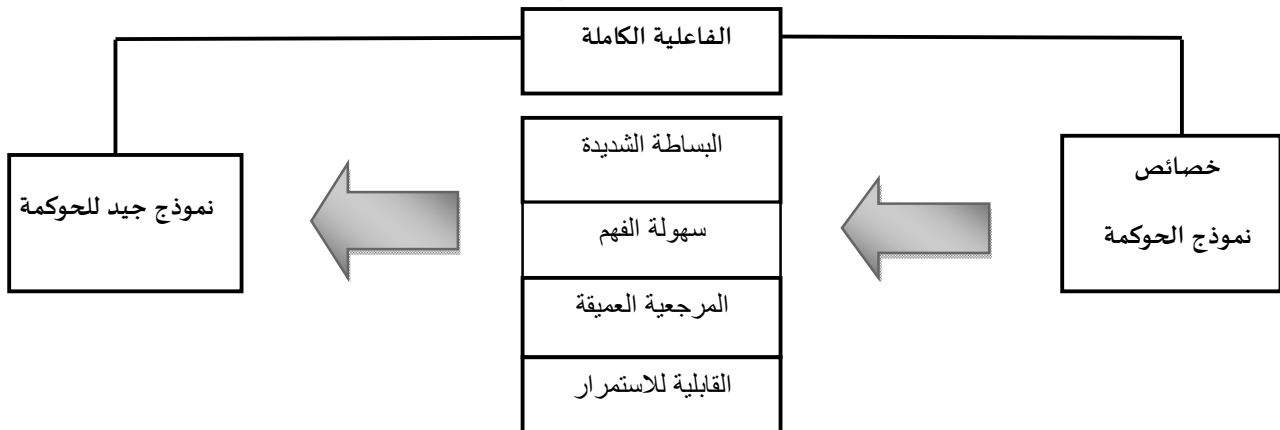 الفاعلية الكاملة
خصائص
نموذج الحوكمة
البساطة الشديدة
سهولة الفهم
المرجعية العميقة
القابلية للاستمرار
نموذج جيد للحوكمة